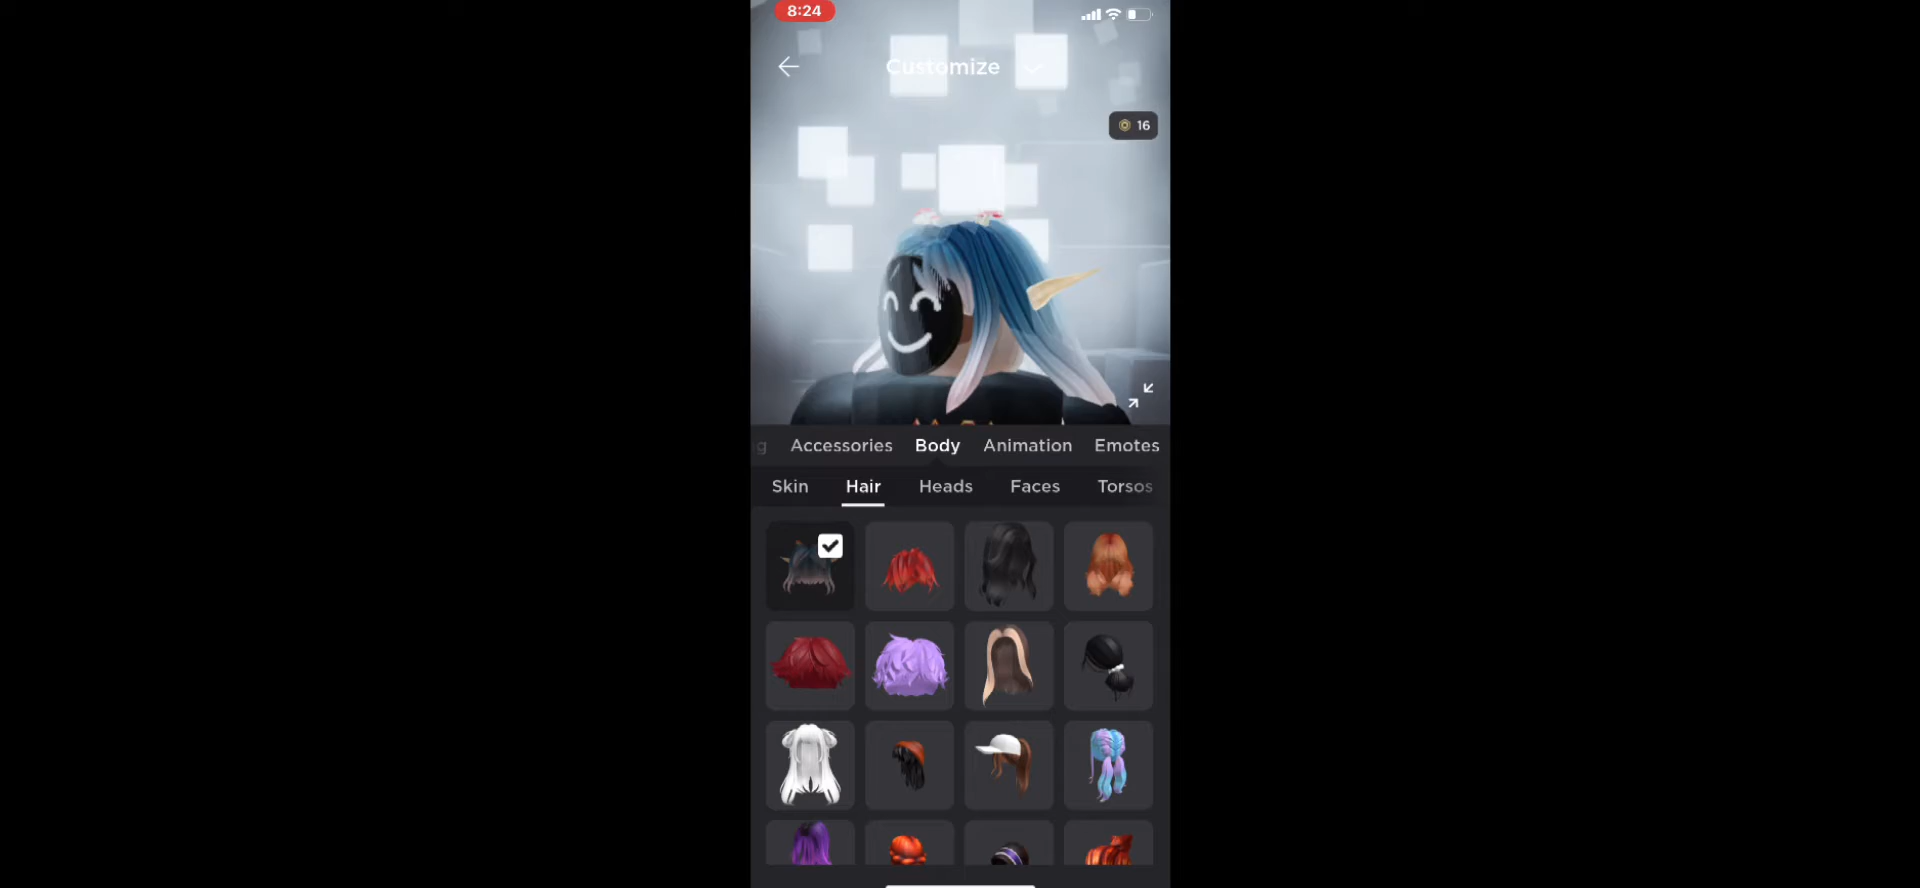 8:24
Customize
16
g Accessories Body Animation Emotes
Skin Hair Heads Faces Torsos